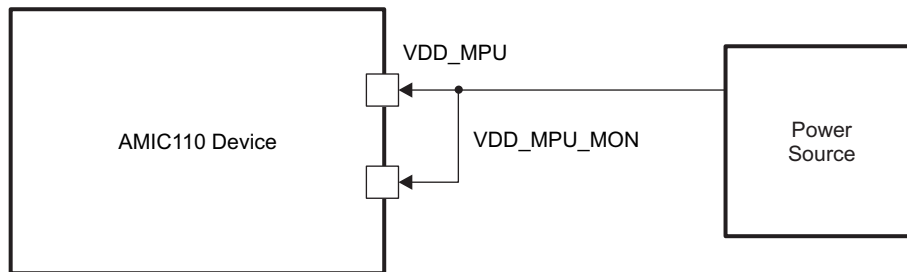 VDD_MPU
AMIC110 Device
VDD_MPU_MON
Power
Source